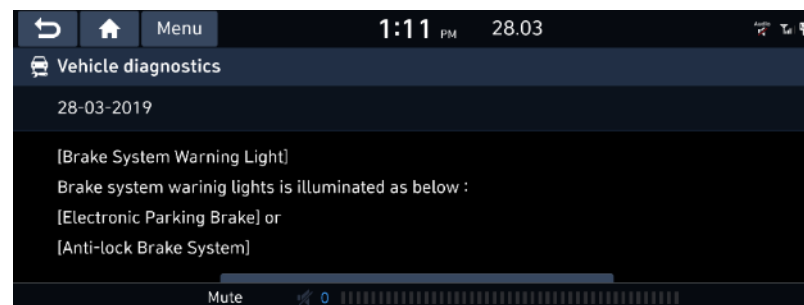 Menu 1:11 PM 28.03
Vehicle diagnostics
28-03-2019
[Brake System Warning Light]
Brake system warinig lights is illuminated as below :
[Electronic Parking Brake] or
[Anti-lock Brake System]
Mute 0